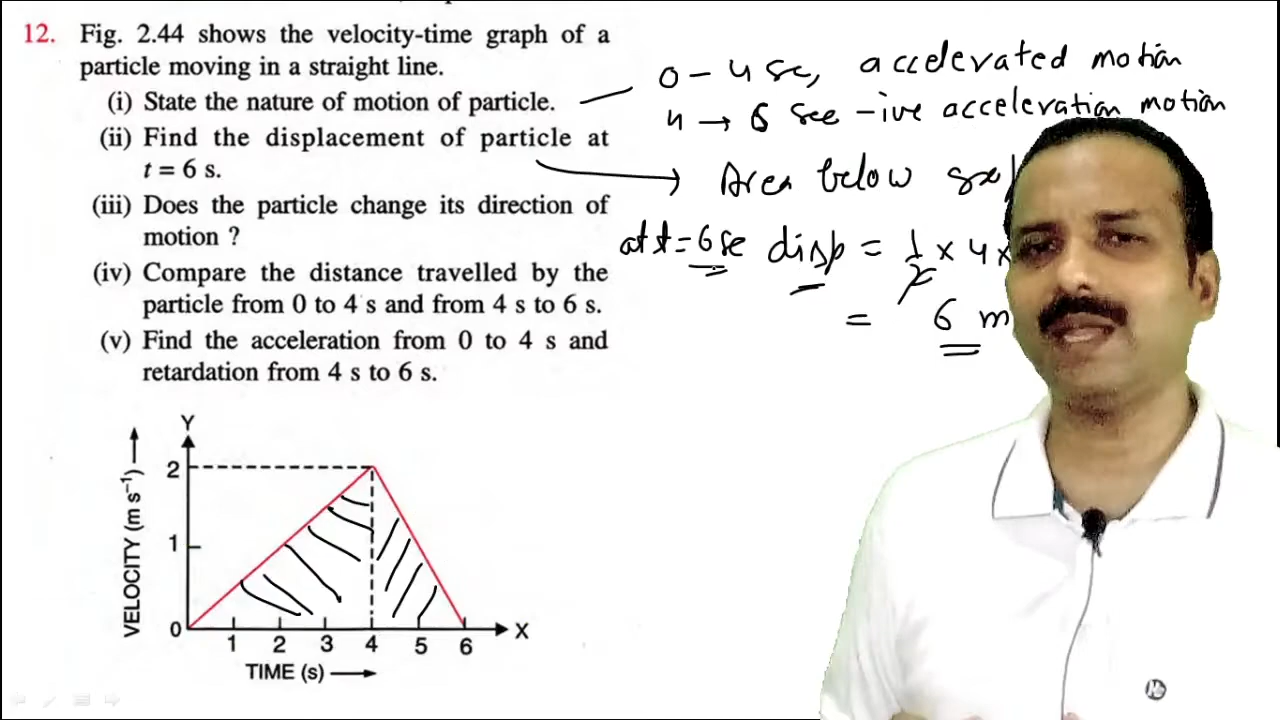 12. Fig. 2.44 shows the velocity-time graph of a
particle moving in a straight line.
(i) State the nature of motion of particle.
(ii) Find the displacement of particle at
t = 6 s.
(iii) Does the particle change its direction of
motion ?
(iv) Compare the distance travelled by the
particle from 0 to 4 s and from 4 s to 6 s.
(v) Find the acceleration from 0 to 4 s and
retardation from 4 s to 6 s.
0 - 4 sec, accelerated motion
4 → 6 sec -ive acceleration motion
→ Area below
at t = 6 sec disp = 1/2 × 4 ×
= 6 m
Y
VELOCITY (m s⁻¹) →
2
1
0
1 2 3 4 5 6
X
TIME (s) →